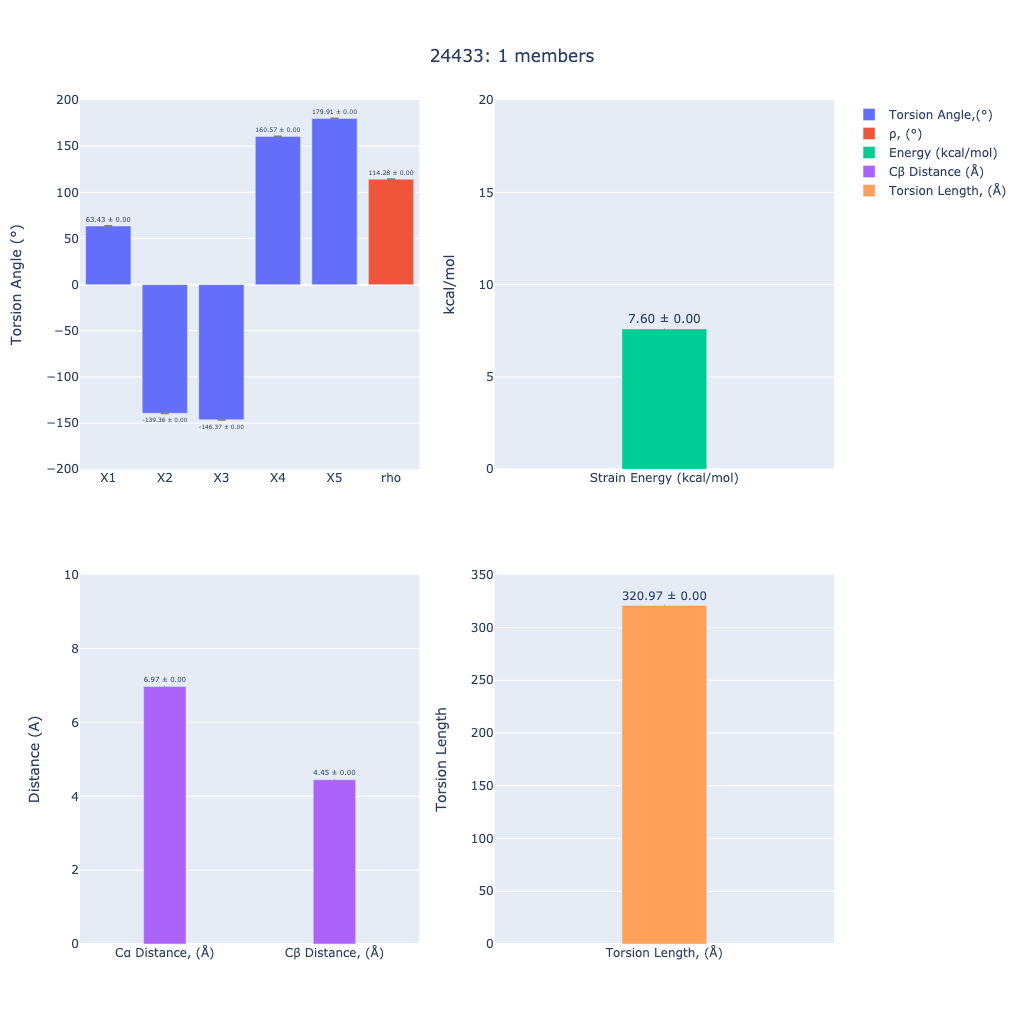 24433: 1 members
Torsion Angle (°)
200
150
100
50
0
−50
−100
−150
−200
63.43 ± 0.00
-139.36 ± 0.00
-146.37 ± 0.00
160.57 ± 0.00
179.91 ± 0.00
114.28 ± 0.00
X1
X2
X3
X4
X5
rho
kcal/mol
20
15
10
5
0
7.60 ± 0.00
Strain Energy (kcal/mol)
Torsion Angle,(°)
ρ, (°)
Energy (kcal/mol)
Cβ Distance (Å)
Torsion Length, (Å)
Distance (A)
10
8
6
4
2
0
6.97 ± 0.00
4.45 ± 0.00
Cα Distance, (Å)
Cβ Distance, (Å)
Torsion Length
350
300
250
200
150
100
50
0
320.97 ± 0.00
Torsion Length, (Å)